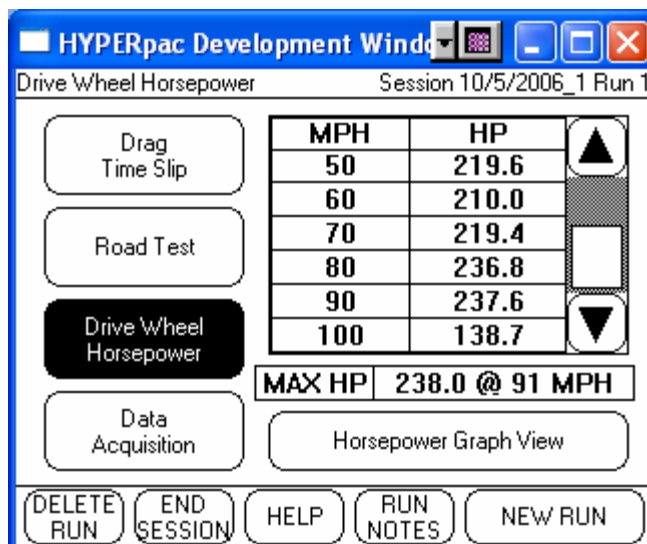 HYPERpac Development Windo
Drive Wheel Horsepower Session 10/5/2006_1 Run 1
Drag
Time Slip
Road Test
Drive Wheel
Horsepower
Data
Acquisition
MPH HP
50 219.6
60 210.0
70 219.4
80 236.8
90 237.6
100 138.7
MAX HP 238.0 @ 91 MPH
Horsepower Graph View
DELETE
RUN
END
SESSION
HELP
RUN
NOTES
NEW RUN